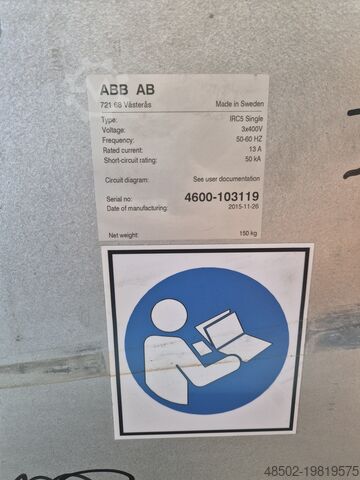 ABB AB
721 68 Västerås Made in Sweden
Type: IRC5 Single
Voltage: 3x400V
Frequency: 50-60 HZ
Rated current: 13 A
Short-circuit rating: 50 kA
Circuit diagram: See user documentation
Serial no: 4600-103119
Date of manufacturing: 2015-11-26
Net weight: 150 kg
48502-19819575